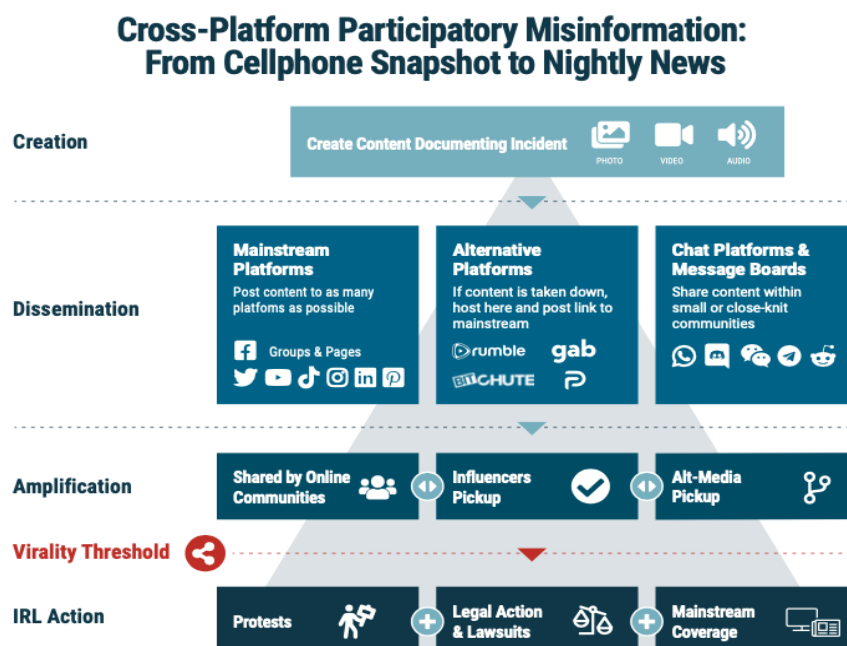 Cross-Platform Participatory Misinformation:
From Cellphone Snapshot to Nightly News
Creation
Create Content Documenting Incident
PHOTO
VIDEO
AUDIO
Dissemination
Mainstream
Platforms
Post content to as many
platfoms as possible
Groups & Pages
Alternative
Platforms
If content is taken down,
host here and post link to
mainstream
rumble
gab
BITCHUTE
Chat Platforms &
Message Boards
Share content within
small or close-knit
communities
Amplification
Shared by Online
Communities
Influencers
Pickup
Alt-Media
Pickup
Virality Threshold
IRL Action
Protests
Legal Action
& Lawsuits
Mainstream
Coverage